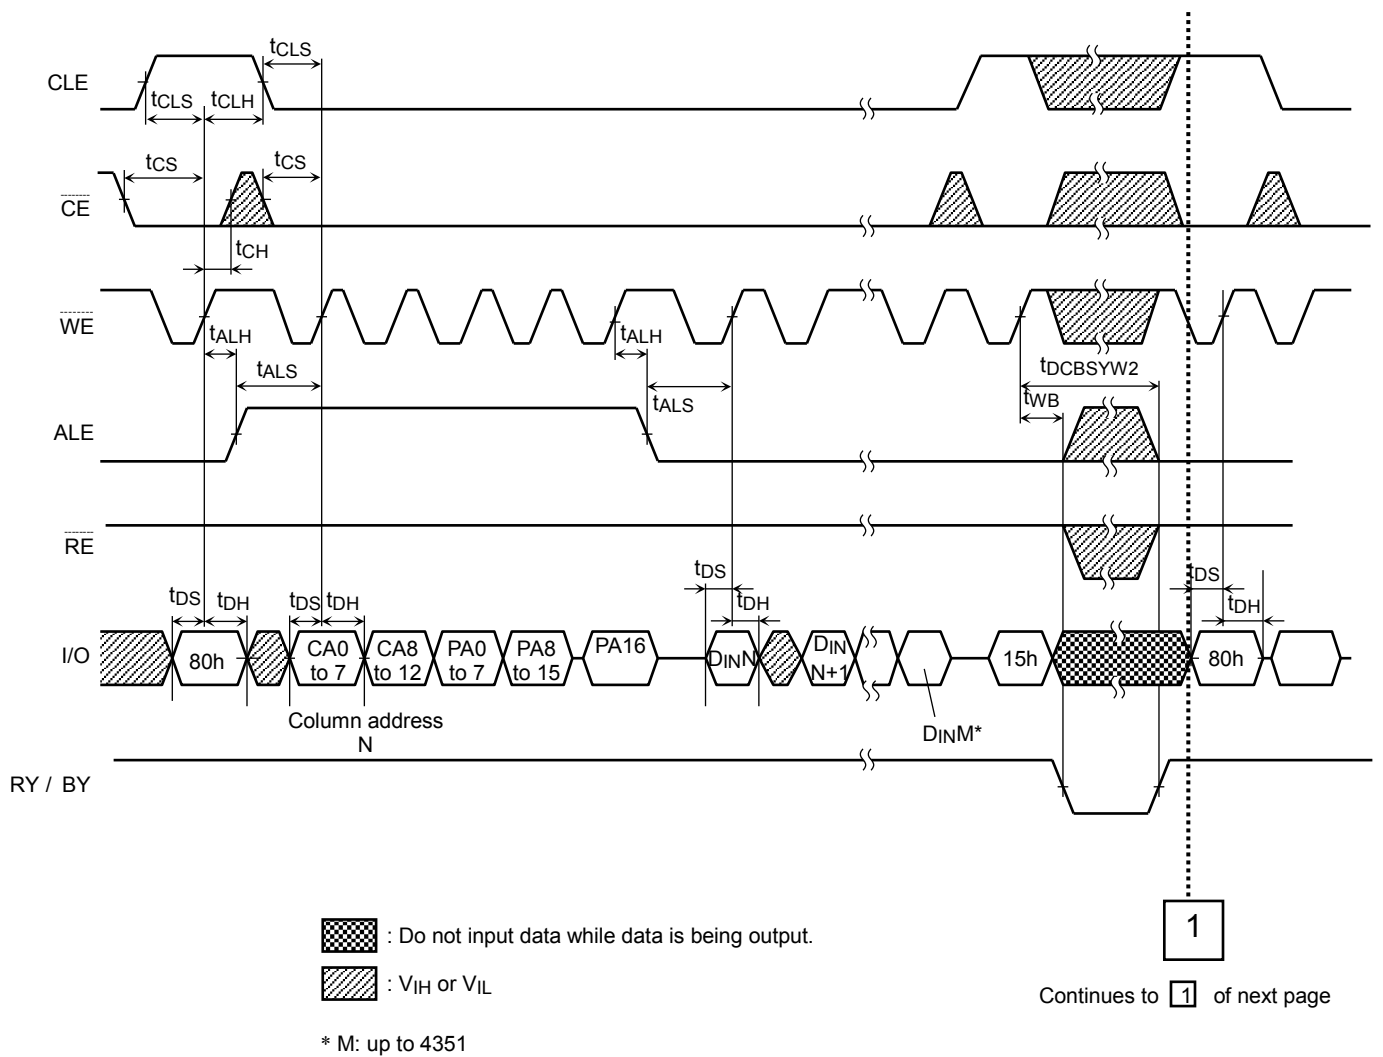 tCLS
CLE
tCLS tCLH
tCS tCS
CE
tCH
WE
tALH tALH
tALS tDCBSYW2
tALS tWB
ALE
RE
tDS tDS
tDS tDH tDS tDH tDH tDH
I/O 80h CA0 to 7 CA8 to 12 PA0 to 7 PA8 to 15 PA16 DINN DIN N+1 15h 80h
Column address
N
DINM*
RY / BY
1
: Do not input data while data is being output.
: VIH or VIL
Continues to 1 of next page
* M: up to 4351